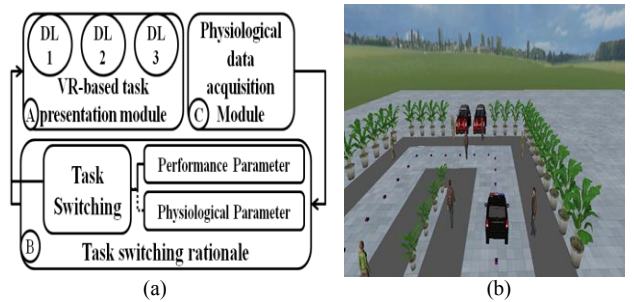 DL
1
DL
2
DL
3
VR-based task
presentation module
A
Physiological
data
acquisition
Module
C
Task
Switching
Performance Parameter
Physiological Parameter
B
Task switching rationale
(a)
(b)